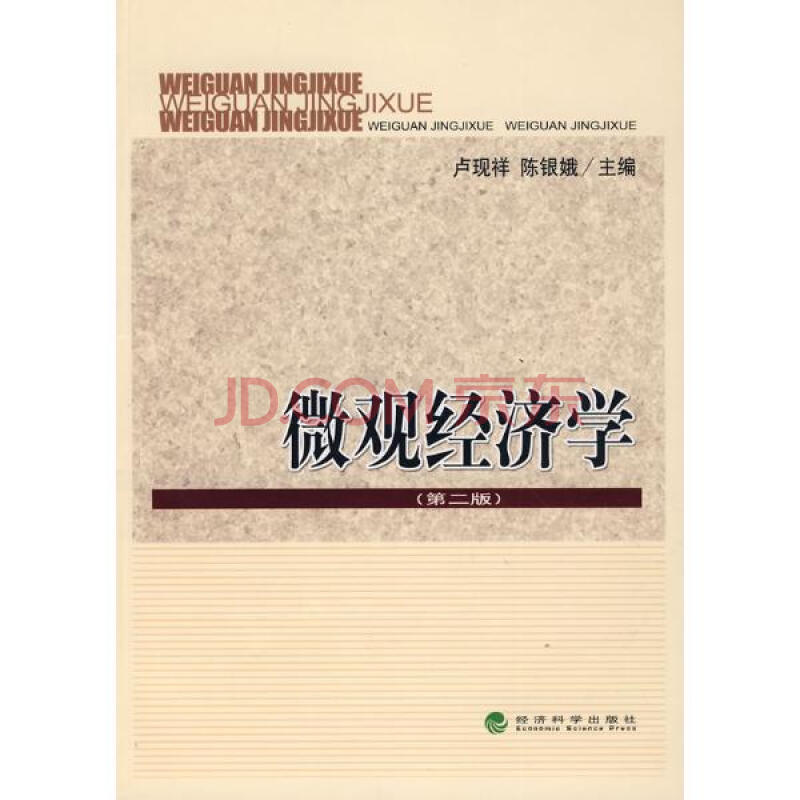 WEIGUAN JINGJIXUE
WEIGUAN JINGJIXUE
WEIGUAN JINGJIXUE WEIGUAN JINGJIXUE WEIGUAN JINGJIXUE
卢现祥 陈银娥/主编
JD.COM 京东
微观经济学
(第二版)
经济科学出版社
Economic Science Press